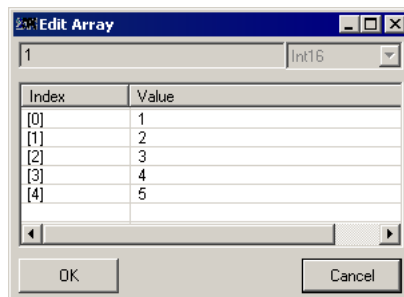 Edit Array
1 Int16
Index Value
[0] 1
[1] 2
[2] 3
[3] 4
[4] 5
OK Cancel